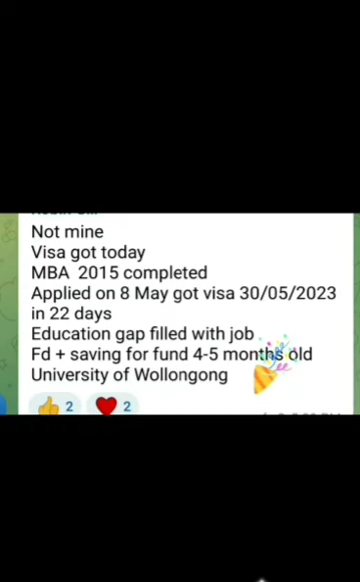 Not mine
Visa got today
MBA 2015 completed
Applied on 8 May got visa 30/05/2023
in 22 days
Education gap filled with job
Fd + saving for fund 4-5 months old
University of Wollongong
2
2